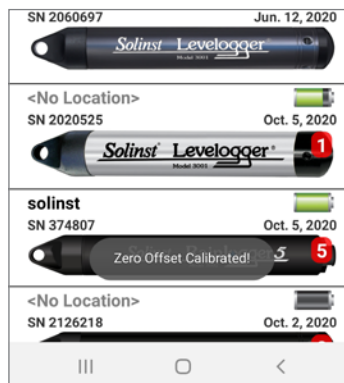 SN 2060697 Jun. 12, 2020
Solinst Levelogger
Model 3001
<No Location>
SN 2020525 Oct. 5, 2020
Solinst® Levelogger®
Model 3001
1
solinst
SN 374807 Oct. 5, 2020
5
5
Zero Offset Calibrated!
<No Location>
SN 2126218 Oct. 2, 2020